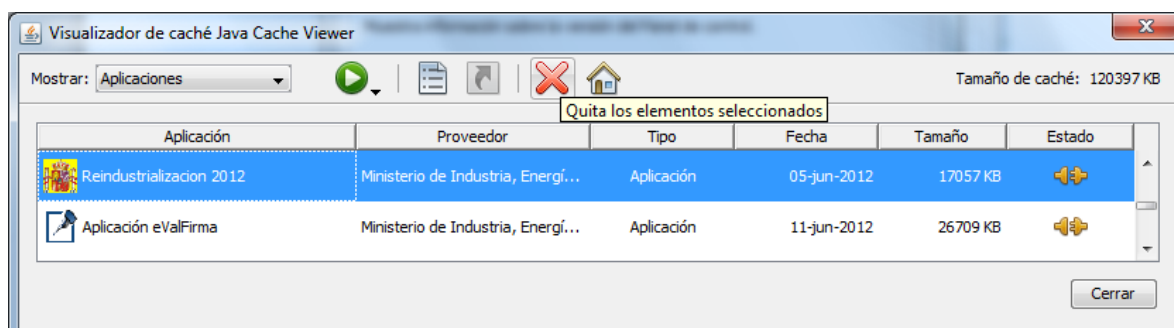 Visualizador de caché Java Cache Viewer
Mostrar: Aplicaciones Tamaño de caché: 120397 KB
Quita los elementos seleccionados
Aplicación Proveedor Tipo Fecha Tamaño Estado
Reindustrializacion 2012 Ministerio de Industria, Energí... Aplicación 05-jun-2012 17057 KB
Aplicación eValFirma Ministerio de Industria, Energí... Aplicación 11-jun-2012 26709 KB
Cerrar